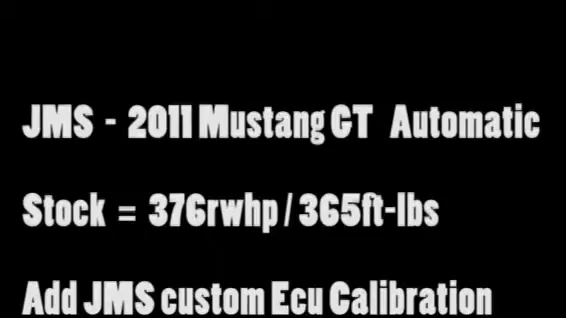 JMS - 2011 Mustang GT Automatic
Stock = 376rwhp / 365ft-lbs
Add JMS custom Ecu Calibration